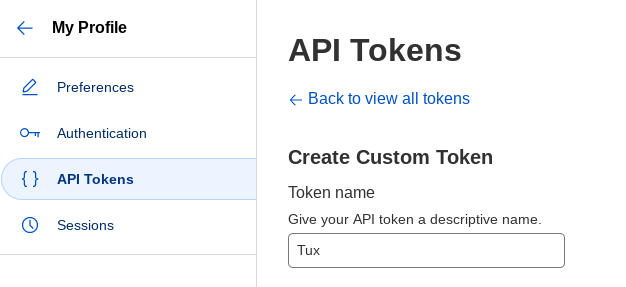 My Profile
Preferences
Authentication
API Tokens
Sessions
API Tokens
Back to view all tokens
Create Custom Token
Token name
Give your API token a descriptive name.
Tux